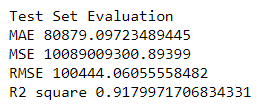 Test Set Evaluation
MAE 80879.09723489445
MSE 10089009300.89399
RMSE 100444.06055558482
R2 square 0.9179971706834331